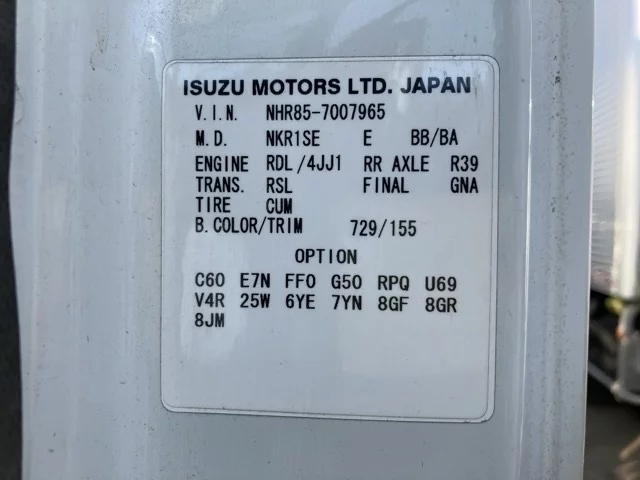 ISUZU MOTORS LTD. JAPAN
V.I.N. NHR85-7007965
M.D. NKR1SE E BB/BA
ENGINE RDL/4JJ1 RR AXLE R39
TRANS. RSL FINAL GNA
TIRE CUM
B.COLOR/TRIM 729/155
OPTION
C60 E7N FF0 G50 RPQ U69
V4R 25W 6YE 7YN 8GF 8GR
8JM